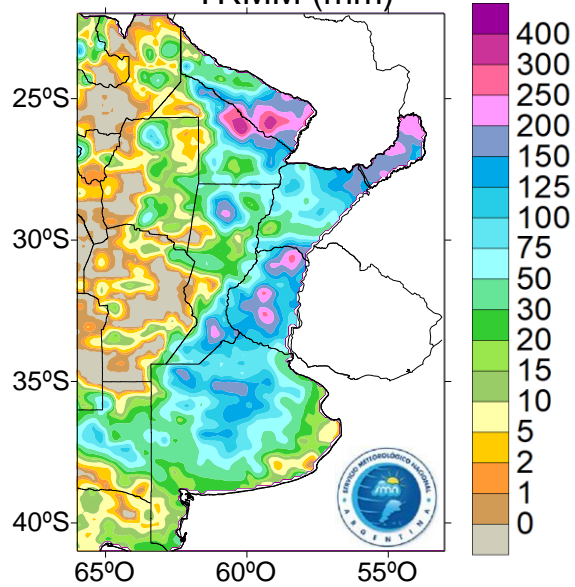 TRMM (mm)
25ºS
30ºS
35ºS
40ºS
65ºO
60ºO
55ºO
400
300
250
200
150
125
100
75
50
30
20
15
10
5
2
1
0
SERVICIO METEOROLÓGICO NACIONAL
smn
ARGENTINA